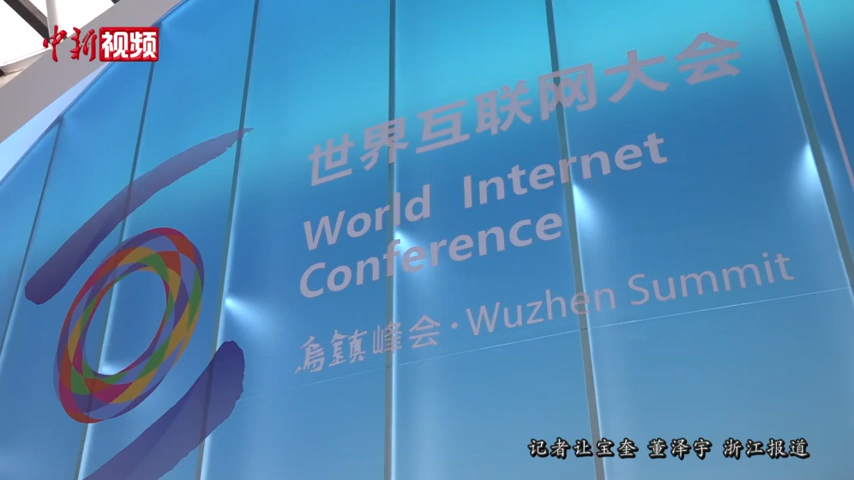 中新视频
世界互联网大会
World Internet
Conference
烏鎮峰会·Wuzhen Summit
记者让宝奎 董泽宇 浙江报道